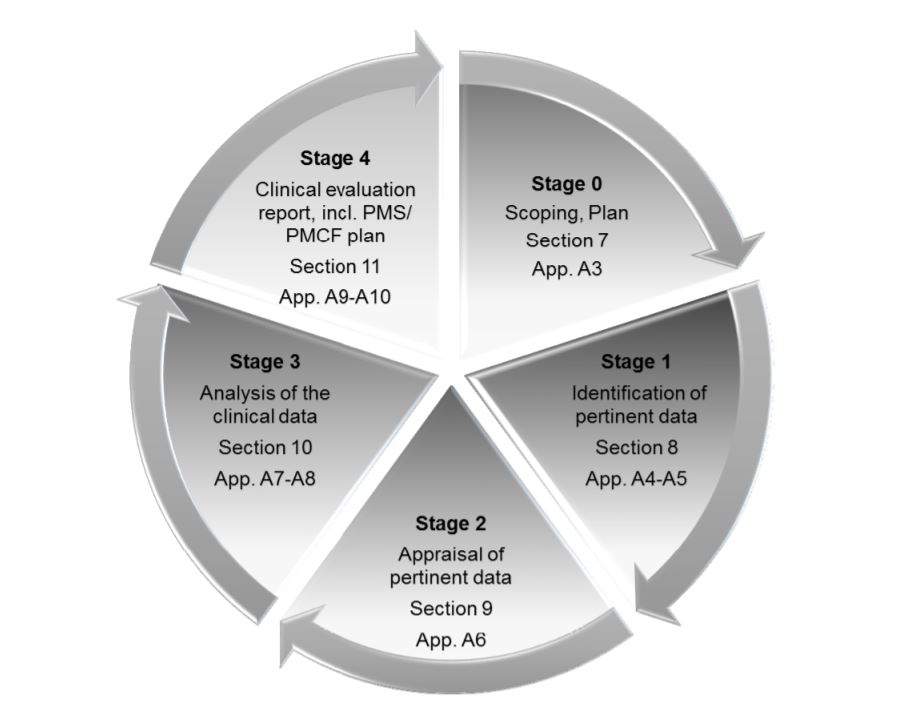 Stage 0
Scoping, Plan
Section 7
App. A3
Stage 1
Identification of
pertinent data
Section 8
App. A4-A5
Stage 2
Appraisal of
pertinent data
Section 9
App. A6
Stage 3
Analysis of the
clinical data
Section 10
App. A7-A8
Stage 4
Clinical evaluation
report, incl. PMS/
PMCF plan
Section 11
App. A9-A10